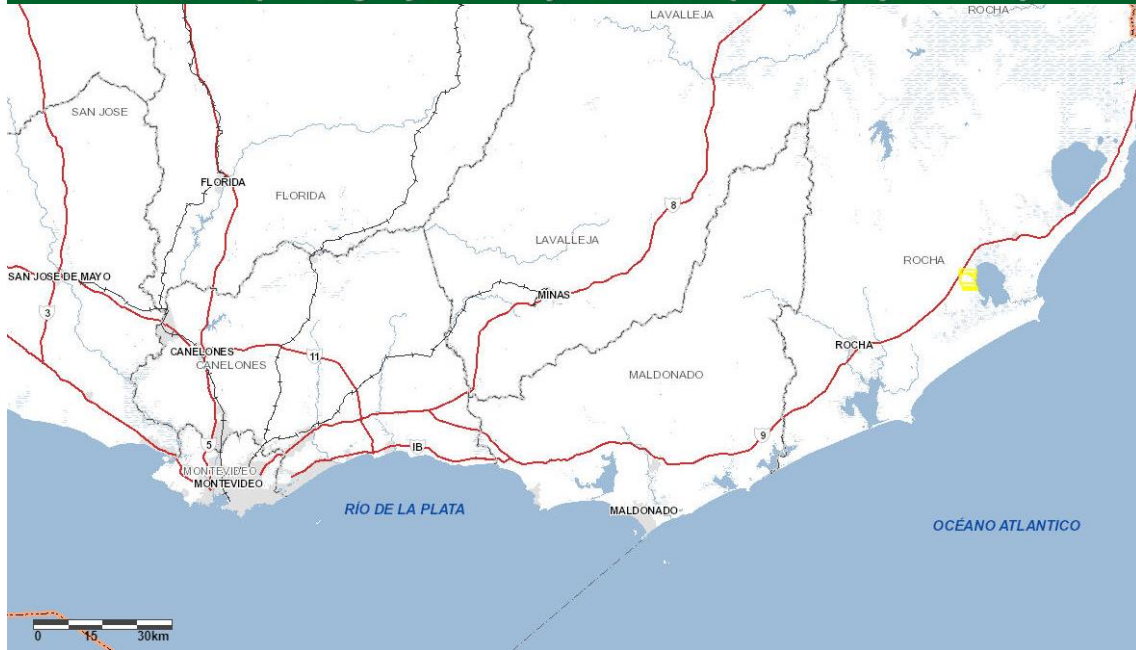 LAVALLEJA
ROCHA
SAN JOSE
FLORIDA
FLORIDA
8
LAVALLEJA
ROCHA
SAN JOSE DE MAYO
MINAS
3
CANELONES
CANELONES
11
ROCHA
MALDONADO
9
5
IB
MONTEVIDEO
MONTEVIDEO
RÍO DE LA PLATA
MALDONADO
OCÉANO ATLANTICO
0 15 30km